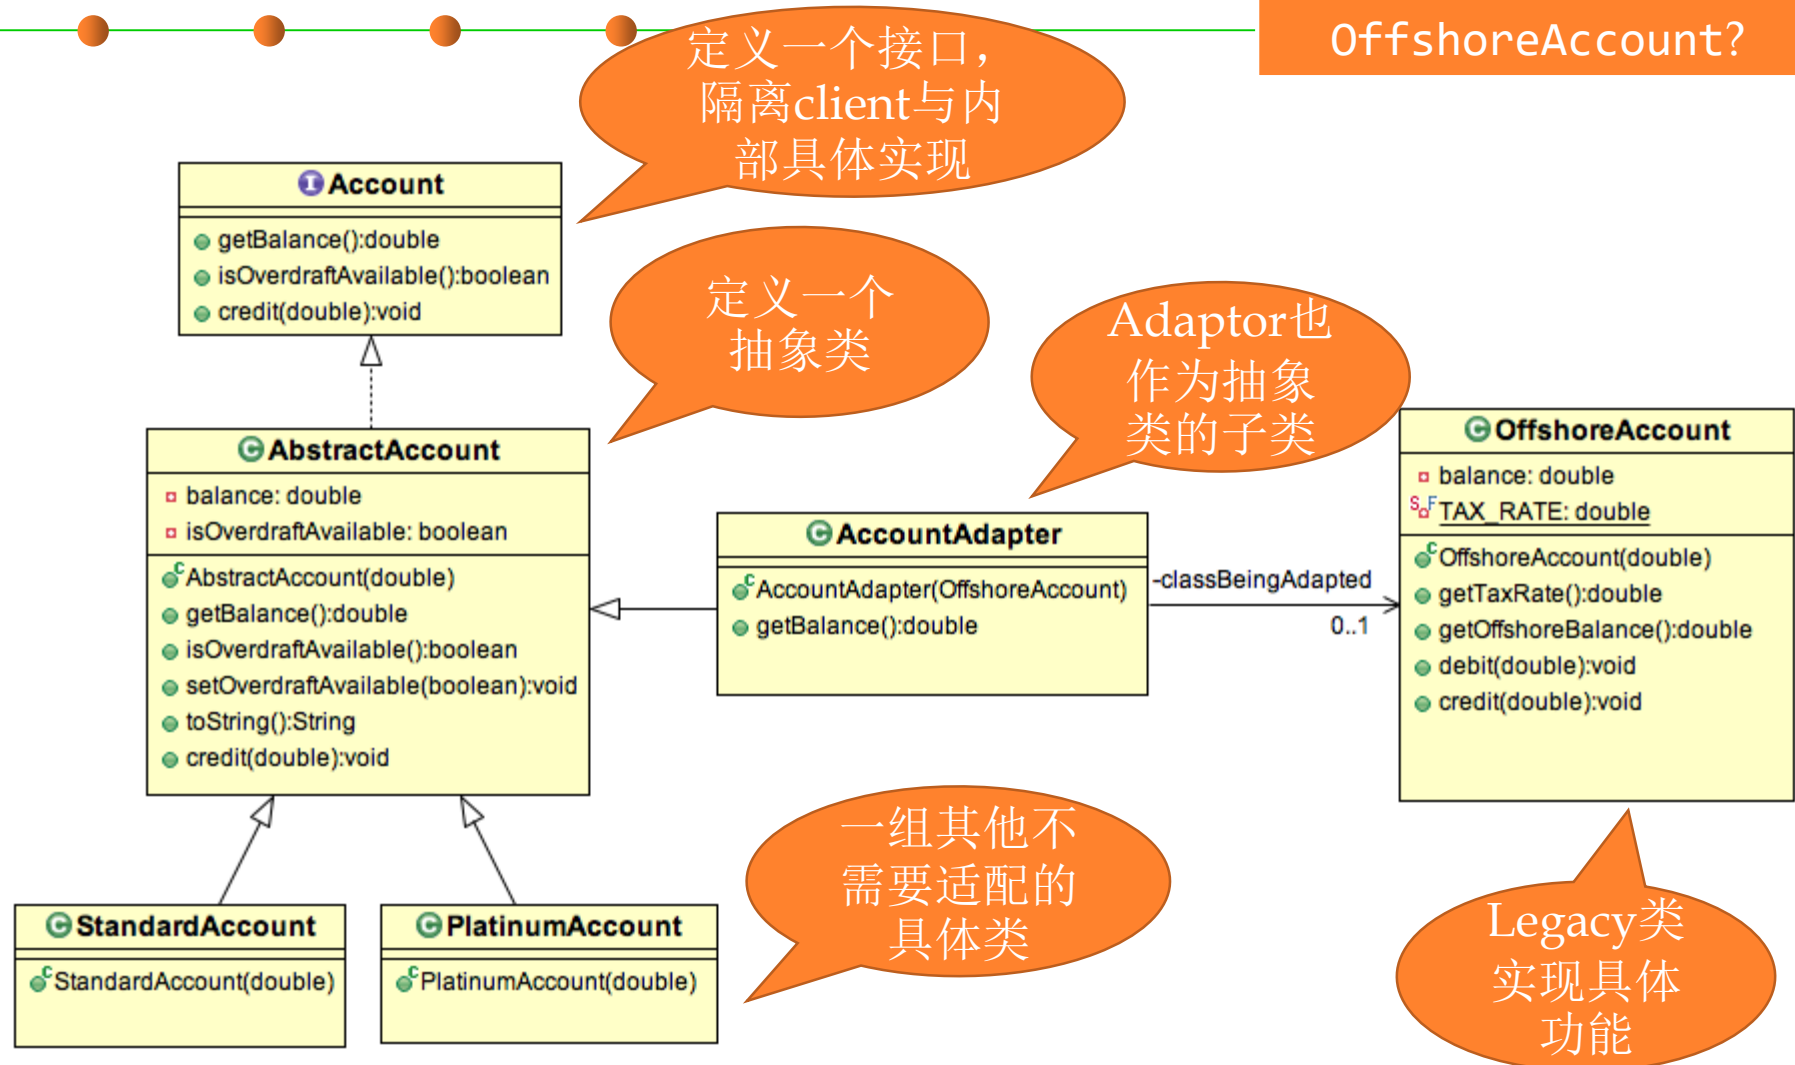 OffshoreAccount?
定义一个接口，
隔离client与内
部具体实现
Account
getBalance():double
isOverdraftAvailable():boolean
credit(double):void
定义一个
抽象类
Adaptor也
作为抽象
类的子类
AbstractAccount
balance: double
isOverdraftAvailable: boolean
AbstractAccount(double)
getBalance():double
isOverdraftAvailable():boolean
setOverdraftAvailable(boolean):void
toString():String
credit(double):void
AccountAdapter
AccountAdapter(OffshoreAccount)
getBalance():double
-classBeingAdapted
0..1
OffshoreAccount
balance: double
TAX_RATE: double
OffshoreAccount(double)
getTaxRate():double
getOffshoreBalance():double
debit(double):void
credit(double):void
StandardAccount
StandardAccount(double)
PlatinumAccount
PlatinumAccount(double)
一组其他不
需要适配的
具体类
Legacy类
实现具体
功能